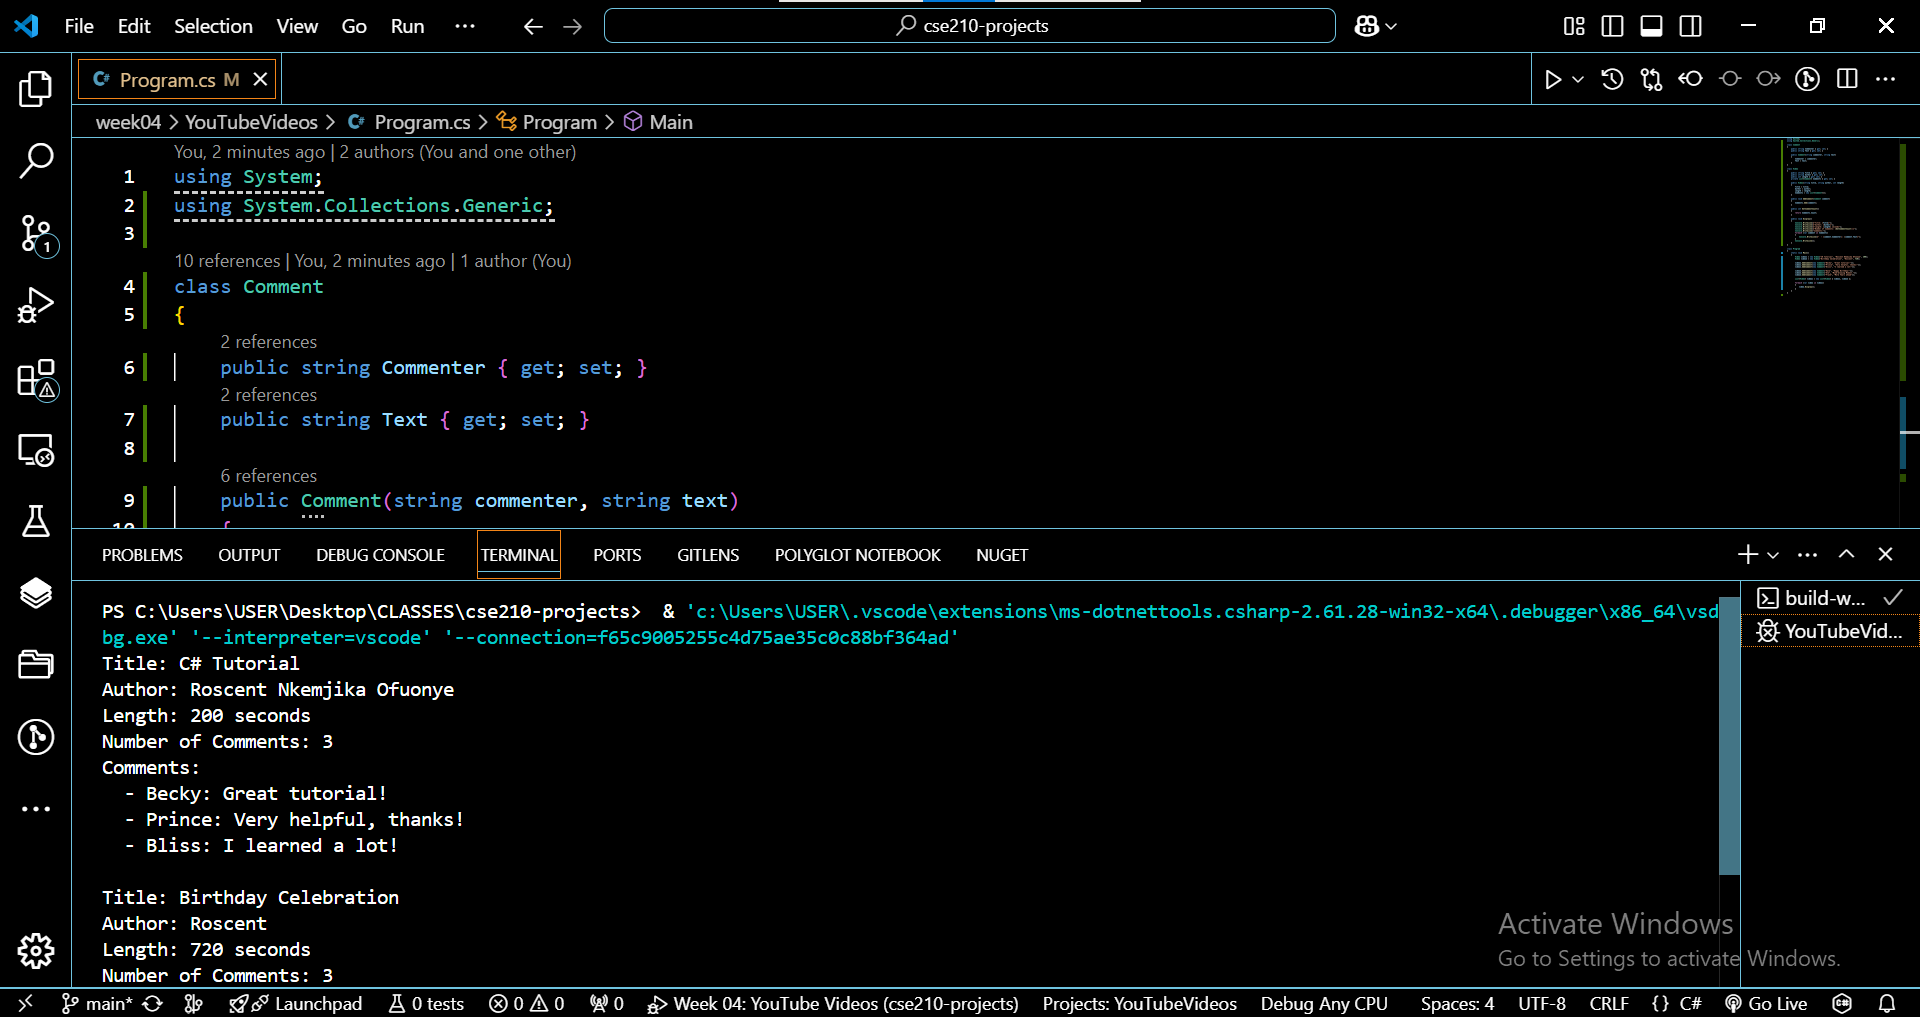 File Edit Selection View Go Run ··· cse210-projects
Program.cs M
week04 > YouTubeVideos > Program.cs > Program > Main
You, 2 minutes ago | 2 authors (You and one other)
1 using System;
2 using System.Collections.Generic;
3
10 references | You, 2 minutes ago | 1 author (You)
4 class Comment
5 {
2 references
6 public string Commenter { get; set; }
2 references
7 public string Text { get; set; }
8
6 references
9 public Comment(string commenter, string text)
10 {
PROBLEMS OUTPUT DEBUG CONSOLE TERMINAL PORTS GITLENS POLYGLOT NOTEBOOK NUGET
PS C:\Users\USER\Desktop\CLASSES\cse210-projects>  & 'c:\Users\USER\.vscode\extensions\ms-dotnettools.csharp-2.61.28-win32-x64\.debugger\x86_64\vsd
bg.exe' '--interpreter=vscode' '--connection=f65c9005255c4d75ae35c0c88bf364ad'
Title: C# Tutorial
Author: Roscent Nkemjika Ofuonye
Length: 200 seconds
Number of Comments: 3
Comments:
- Becky: Great tutorial!
- Prince: Very helpful, thanks!
- Bliss: I learned a lot!
Title: Birthday Celebration
Author: Roscent
Length: 720 seconds
Number of Comments: 3
build-w...
YouTubeVid...
1
Activate Windows
Go to Settings to activate Windows.
main* Launchpad 0 tests 0 0 0 Week 04: YouTube Videos (cse210-projects) Projects: YouTubeVideos Debug Any CPU Spaces: 4 UTF-8 CRLF {} C# Go Live